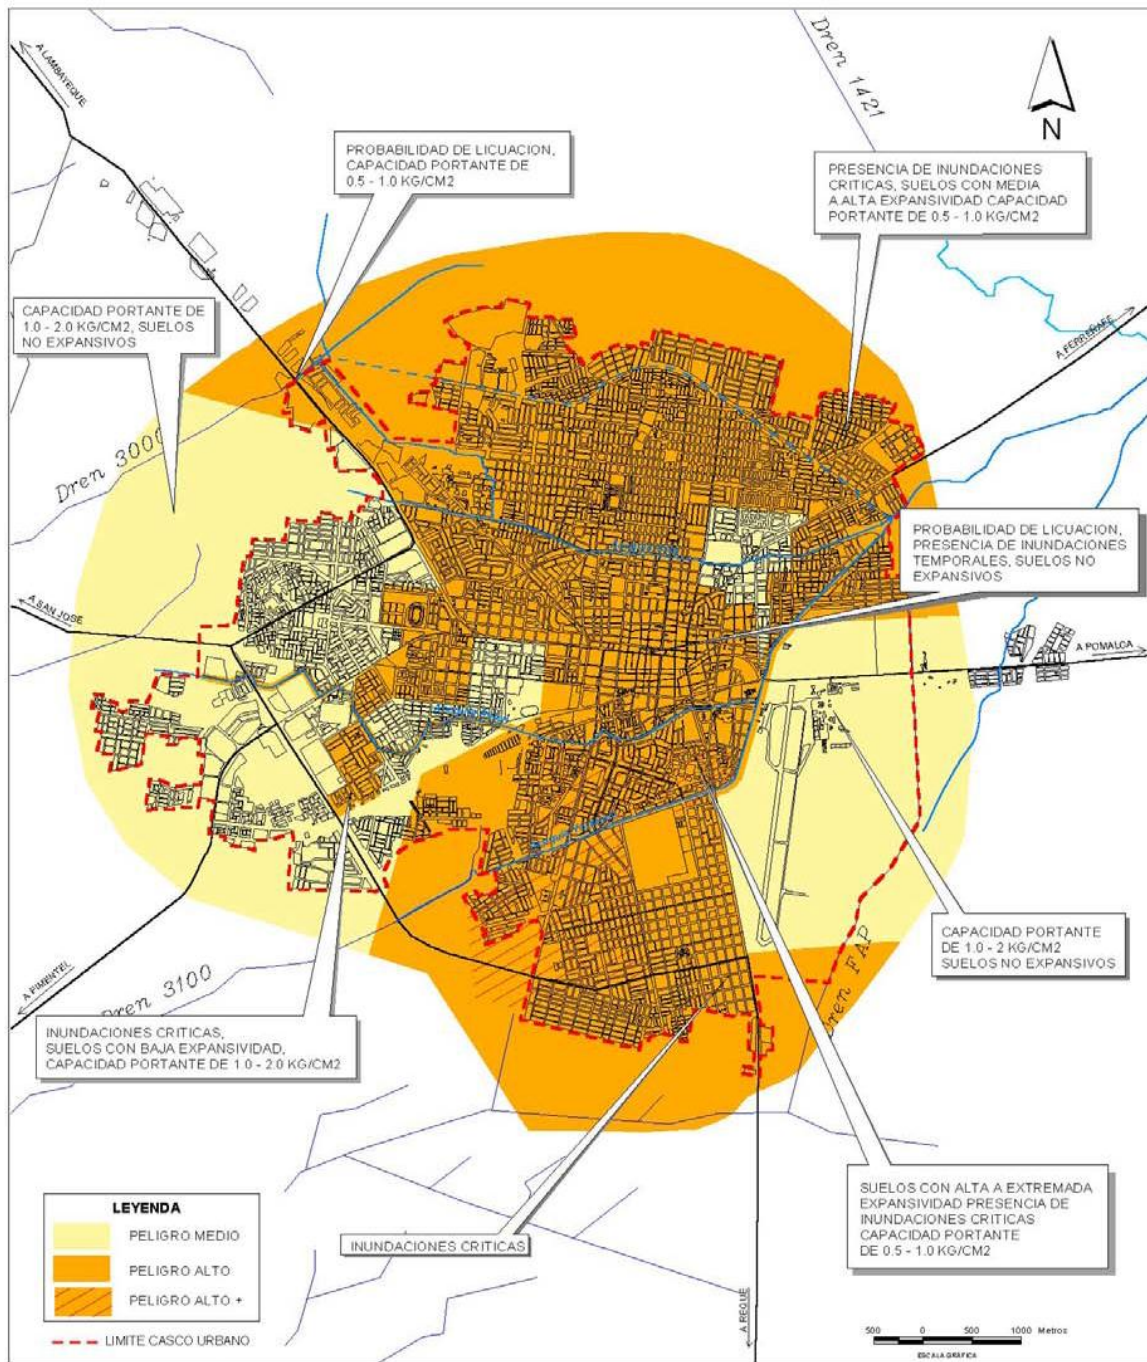 A LAMBAYEQUE
Dren 1421
N
PROBABILIDAD DE LICUACION,
CAPACIDAD PORTANTE DE
0.5 - 1.0 KG/CM2
PRESENCIA DE INUNDACIONES
CRITICAS, SUELOS CON MEDIA
A ALTA EXPANSIVIDAD CAPACIDAD
PORTANTE DE 0.5 - 1.0 KG/CM2
CAPACIDAD PORTANTE DE
1.0 - 2.0 KG/CM2, SUELOS
NO EXPANSIVOS
A FERREÑAFE
Dren 3000
PROBABILIDAD DE LICUACION,
PRESENCIA DE INUNDACIONES
TEMPORALES, SUELOS NO
EXPANSIVOS
A SAN JOSE
A POMALCA
CAPACIDAD PORTANTE
DE 1.0 - 2 KG/CM2
SUELOS NO EXPANSIVOS
A PIMENTEL
Dren 3100
Dren FAP
INUNDACIONES CRITICAS,
SUELOS CON BAJA EXPANSIVIDAD,
CAPACIDAD PORTANTE DE 1.0 - 2.0 KG/CM2
SUELOS CON ALTA A EXTREMADA
EXPANSIVIDAD PRESENCIA DE
INUNDACIONES CRITICAS
CAPACIDAD PORTANTE
DE 0.5 - 1.0 KG/CM2
INUNDACIONES CRITICAS
A REQUE
LEYENDA
PELIGRO MEDIO
PELIGRO ALTO
PELIGRO ALTO +
LIMITE CASCO URBANO
500 0 500 1000 Metros
ESCALA GRÁFICA